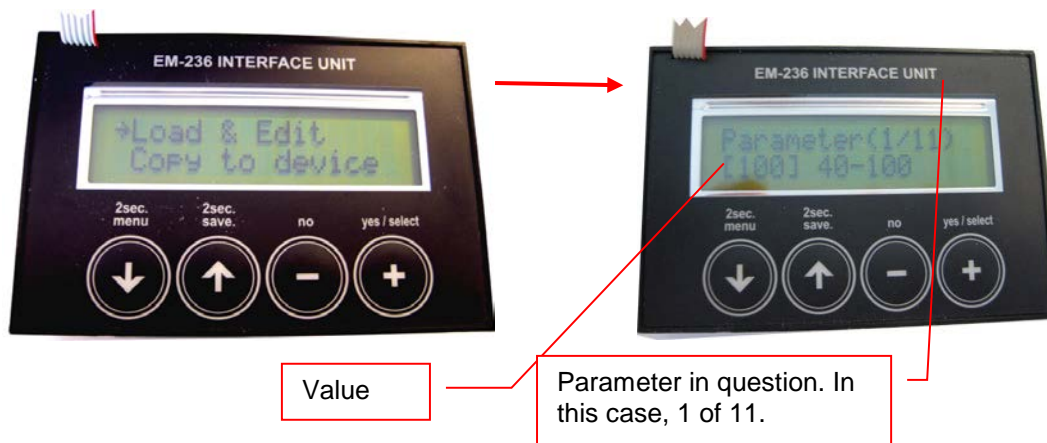 EM-236 INTERFACE UNIT
→Load & Edit
Copy to device
2sec.
menu
2sec.
save.
no
yes / select
↓
↑
−
+
EM-236 INTERFACE UNIT
Parameter(1/11)
[100] 40-100
2sec.
menu
2sec.
save.
no
yes / select
↓
↑
−
+
Value
Parameter in question. In
this case, 1 of 11.